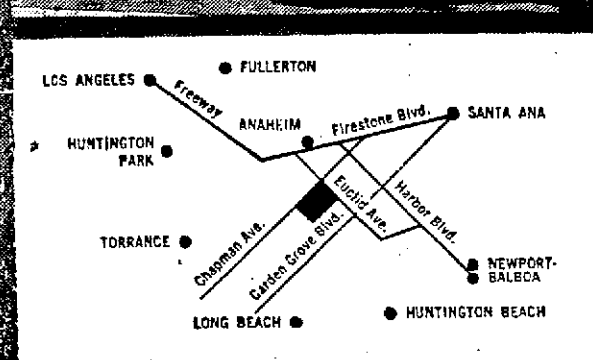 FULLERTON
LOS ANGELES
Freeway
SANTA ANA
ANAHEIM
Firestone Blvd.
HUNTINGTON
PARK
Euclid Ave.
Harbor Blvd.
Chapman Ave.
Garden Grove Blvd.
TORRANCE
NEWPORT-
BALBOA
HUNTINGTON BEACH
LONG BEACH